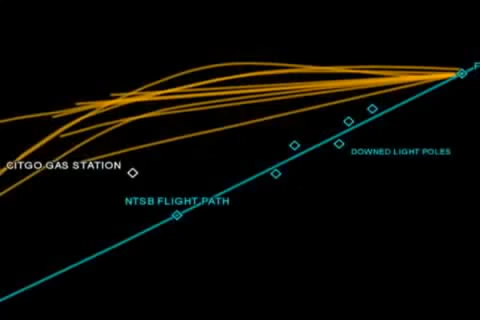 F
CITGO GAS STATION
DOWNED LIGHT POLES
NTSB FLIGHT PATH